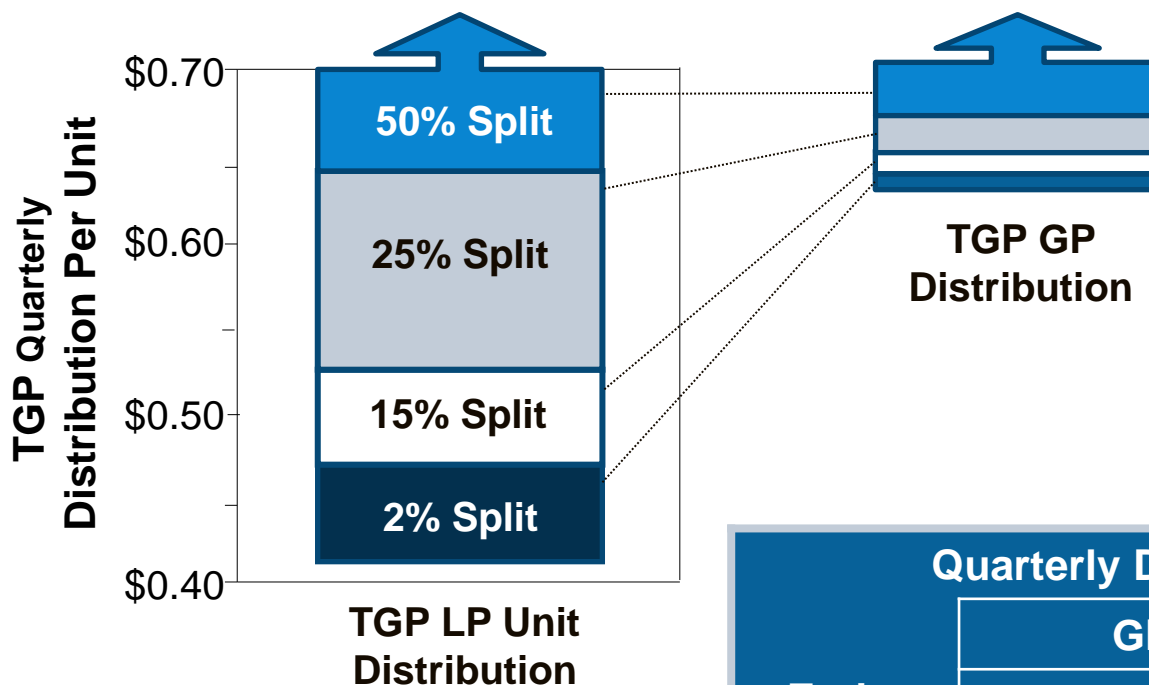 TGP Quarterly
Distribution Per Unit
$0.70
$0.60
$0.50
$0.40
50% Split
25% Split
15% Split
2% Split
TGP LP Unit
Distribution
TGP GP
Distribution
Quarterly